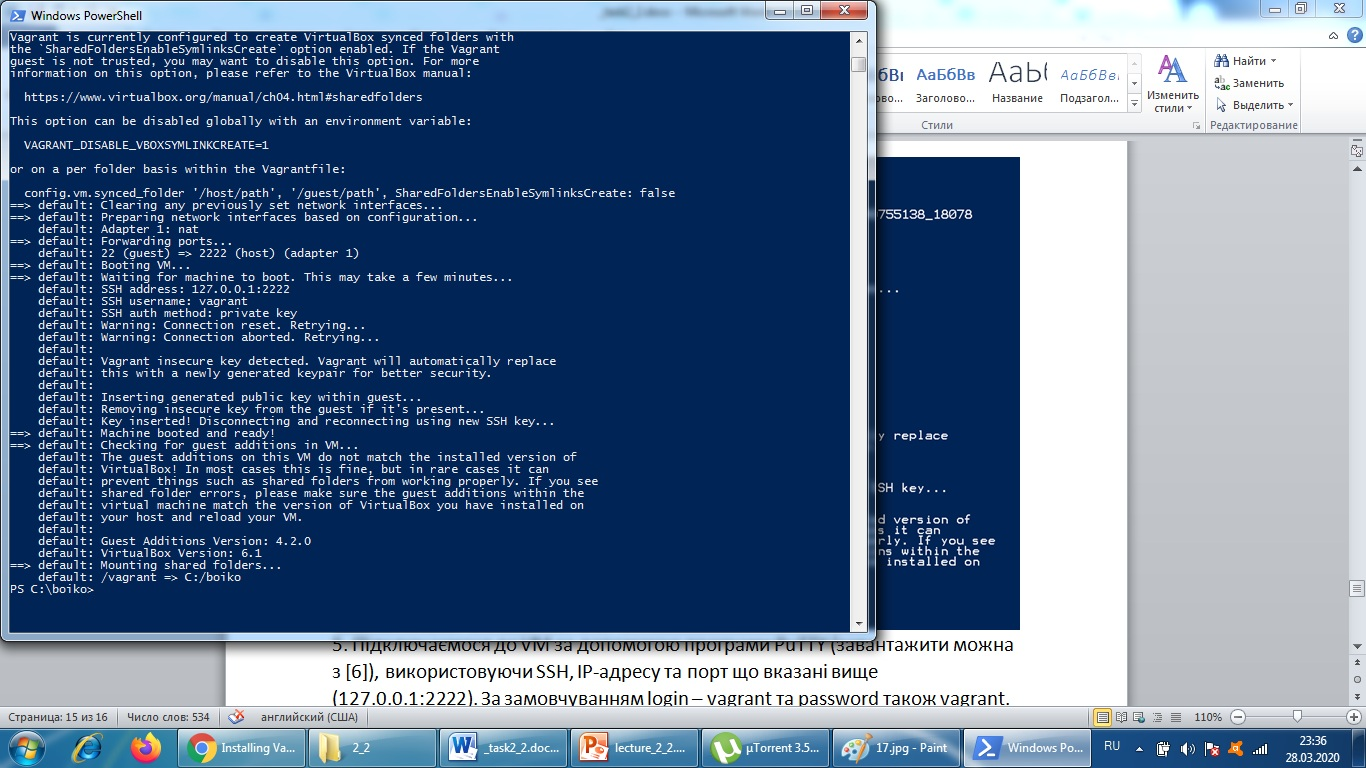 Windows PowerShell
Vagrant is currently configured to create VirtualBox synced folders with
the `SharedFoldersEnableSymlinksCreate` option enabled. If the Vagrant
guest is not trusted, you may want to disable this option. For more
information on this option, please refer to the VirtualBox manual:
https://www.virtualbox.org/manual/ch04.html#sharedfolders
This option can be disabled globally with an environment variable:
VAGRANT_DISABLE_VBOXSYMLINKCREATE=1
or on a per folder basis within the Vagrantfile:
config.vm.synced_folder '/host/path', '/guest/path', SharedFoldersEnableSymlinksCreate: false
==> default: Clearing any previously set network interfaces...
==> default: Preparing network interfaces based on configuration...
default: Adapter 1: nat
==> default: Forwarding ports...
default: 22 (guest) => 2222 (host) (adapter 1)
==> default: Booting VM...
==> default: Waiting for machine to boot. This may take a few minutes...
default: SSH address: 127.0.0.1:2222
default: SSH username: vagrant
default: SSH auth method: private key
default: Warning: Connection reset. Retrying...
default: Warning: Connection aborted. Retrying...
default:
default: Vagrant insecure key detected. Vagrant will automatically replace
default: this with a newly generated keypair for better security.
default:
default: Inserting generated public key within guest...
default: Removing insecure key from the guest if it's present...
default: Key inserted! Disconnecting and reconnecting using new SSH key...
==> default: Machine booted and ready!
==> default: Checking for guest additions in VM...
default: The guest additions on this VM do not match the installed version of
default: VirtualBox! In most cases this is fine, but in rare cases it can
default: prevent things such as shared folders from working properly. If you see
default: shared folder errors, please make sure the guest additions within the
default: virtual machine match the version of VirtualBox you have installed on
default: your host and reload your VM.
default:
default: Guest Additions Version: 4.2.0
default: VirtualBox Version: 6.1
==> default: Mounting shared folders...
default: /vagrant => C:/boiko
PS C:\boiko>
АаБбВв АаБ АаБбВв
Заголово... Название Подзагол...
Стили
Изменить
стили
Найти
Заменить
Выделить
Редактирование
755138_18078
...
y replace
SH key...
d version of
s it can
rly. If you see
ns within the
installed on
5. Підключаємося до VM за допомогою програми PuTTY (завантажити можна
з [6]), використовуючи SSH, IP-адресу та порт що вказані вище
(127.0.0.1:2222). За замовчуванням login – vagrant та password також vagrant.
Страница: 15 из 16 Число слов: 534 английский (США) 110%
Installing Va... 2_2 _task2_2.doc... lecture_2_2.... µTorrent 3.5... 17.jpg - Paint Windows Po... RU 23:36
28.03.2020